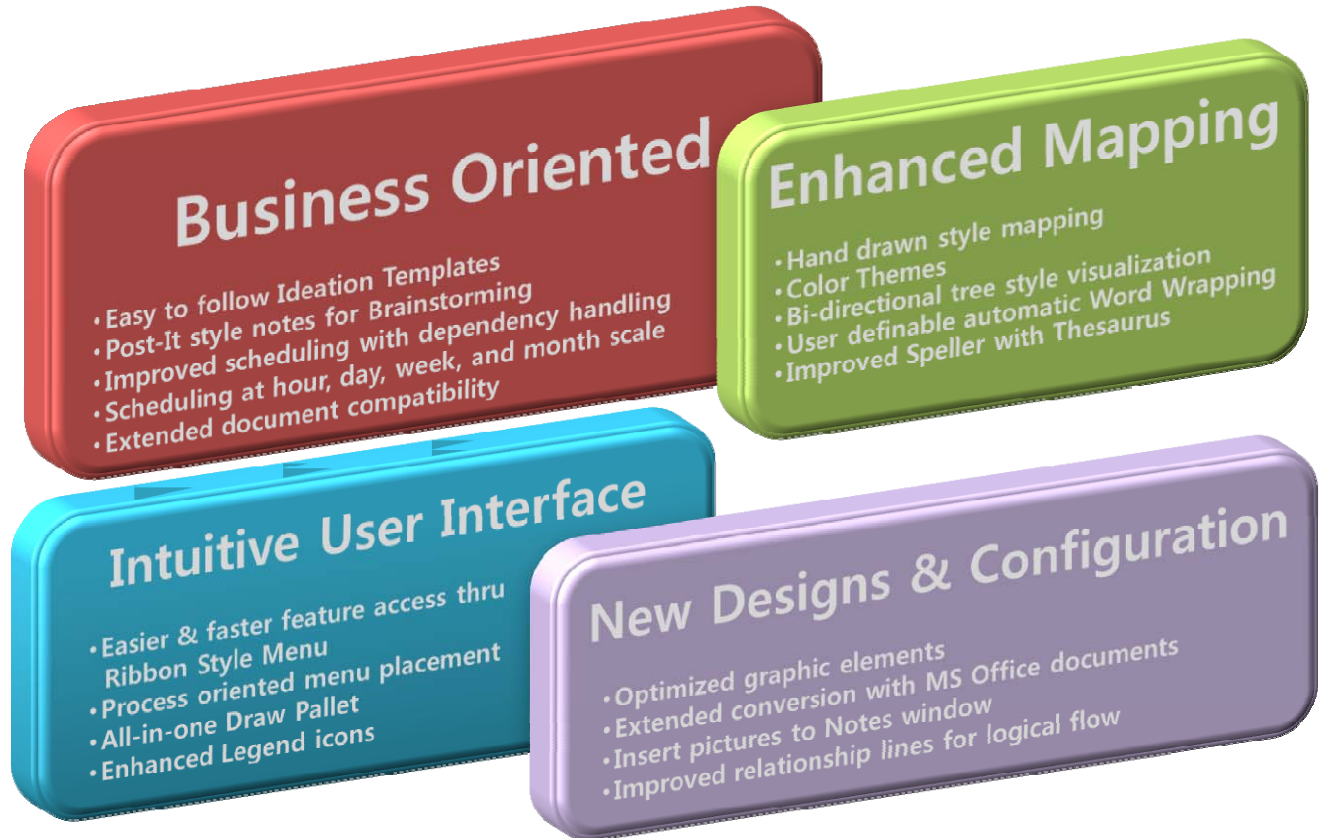 Business Oriented
•Easy to follow Ideation Templates
•Post-It style notes for Brainstorming
•Improved scheduling with dependency handling
•Scheduling at hour, day, week, and month scale
•Extended document compatibility
Enhanced Mapping
•Hand drawn style mapping
•Color Themes
•Bi-directional tree style visualization
•User definable automatic Word Wrapping
•Improved Speller with Thesaurus
Intuitive User Interface
•Easier & faster feature access thru
Ribbon Style Menu
•Process oriented menu placement
•All-in-one Draw Pallet
•Enhanced Legend icons
New Designs & Configuration
•Optimized graphic elements
•Extended conversion with MS Office documents
•Insert pictures to Notes window
•Improved relationship lines for logical flow